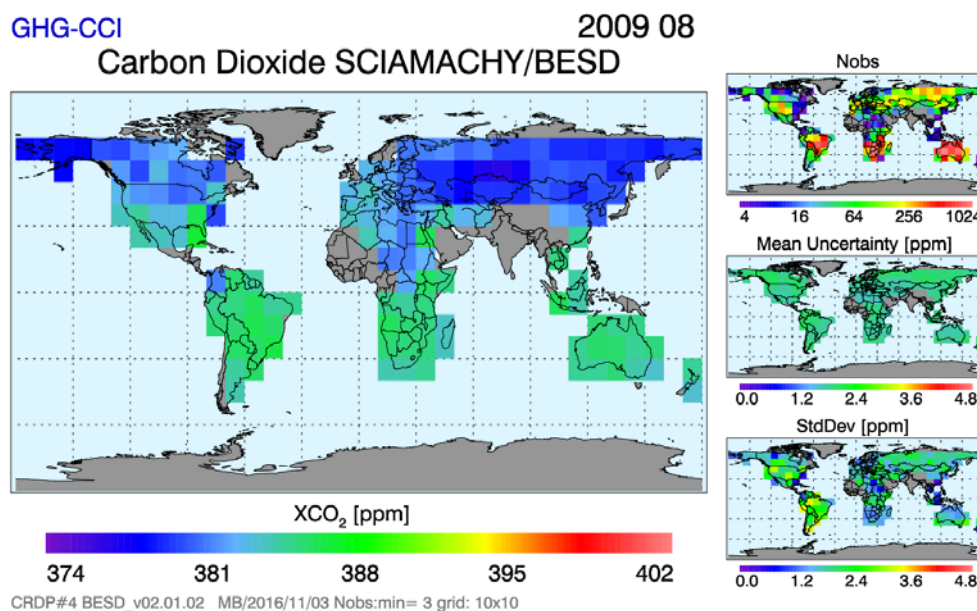 GHG-CCI
2009 08
Carbon Dioxide SCIAMACHY/BESD
Nobs
4 16 64 256 1024
Mean Uncertainty [ppm]
0.0 1.2 2.4 3.6 4.8
StdDev [ppm]
0.0 1.2 2.4 3.6 4.8
XCO₂ [ppm]
374 381 388 395 402
CRDP#4 BESD_v02.01.02 MB/2016/11/03 Nobs:min= 3 grid: 10x10